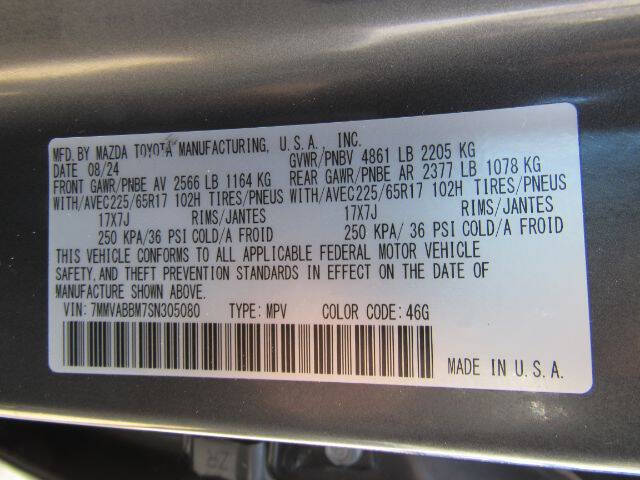 MFD. BY MAZDA TOYOTA MANUFACTURING, U.S.A. INC.
DATE 08/24 GVWR/PNBV 4861 LB 2205 KG
FRONT GAWR/PNBE AV 2566 LB 1164 KG REAR GAWR/PNBE AR 2377 LB 1078 KG
WITH/AVEC225/65R17 102H TIRES/PNEUS WITH/AVEC225/65R17 102H TIRES/PNEUS
17X7J RIMS/JANTES 17X7J RIMS/JANTES
250 KPA/36 PSI COLD/A FROID 250 KPA/36 PSI COLD/A FROID
THIS VEHICLE CONFORMS TO ALL APPLICABLE FEDERAL MOTOR VEHICLE
SAFETY, AND THEFT PREVENTION STANDARDS IN EFFECT ON THE DATE OF
MANUFACTURE SHOWN ABOVE.
VIN: 7MMVABBM7SN305080 TYPE: MPV COLOR CODE: 46G
MADE IN U.S.A.